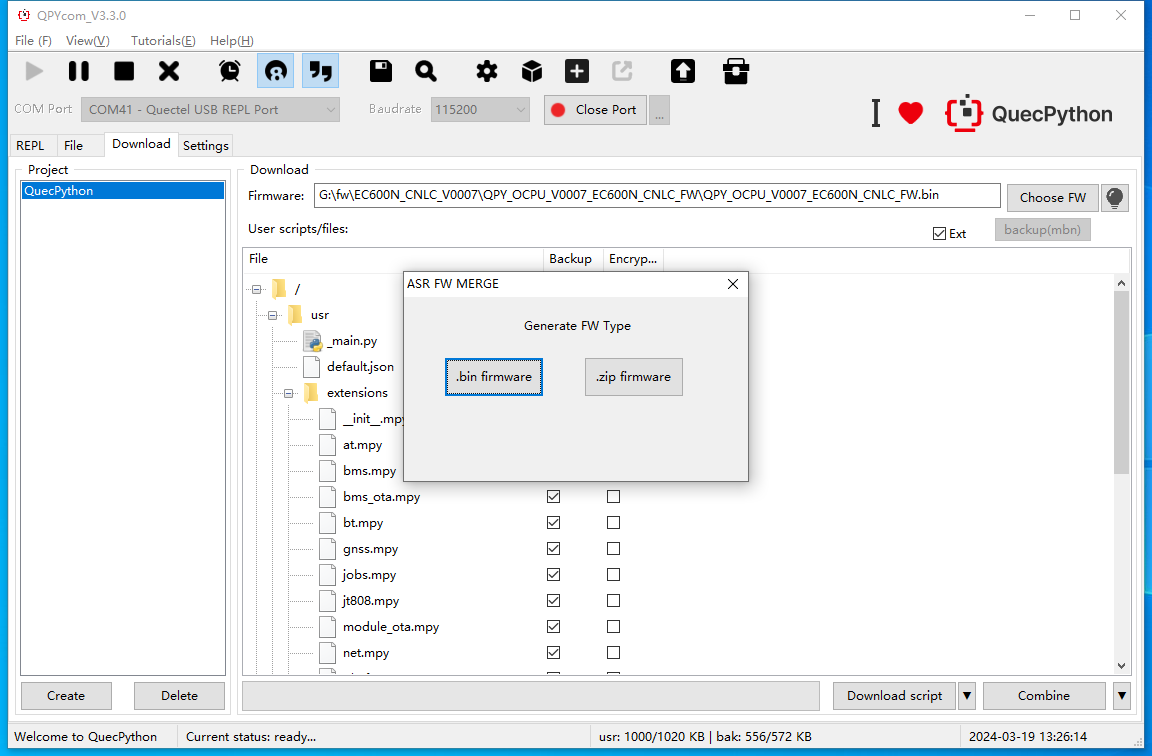 QPYcom_V3.3.0
File (F) View(V) Tutorials(E) Help(H)
COM Port COM41 - Quectel USB REPL Port Baudrate 115200 Close Port ... I QuecPython
REPL File Download Settings
Project
QuecPython
Download
Firmware: G:\fw\EC600N_CNLC_V0007\QPY_OCPU_V0007_EC600N_CNLC_FW\QPY_OCPU_V0007_EC600N_CNLC_FW.bin Choose FW
User scripts/files: Ext backup(mbn)
File Backup Encryp...
/
usr
_main.py
default.json
extensions
__init__.mpy
at.mpy
bms.mpy
bms_ota.mpy
bt.mpy
gnss.mpy
jobs.mpy
jt808.mpy
module_ota.mpy
net.mpy
ASR FW MERGE
Generate FW Type
.bin firmware .zip firmware
Create Delete Download script Combine
Welcome to QuecPython Current status: ready... usr: 1000/1020 KB | bak: 556/572 KB 2024-03-19 13:26:14